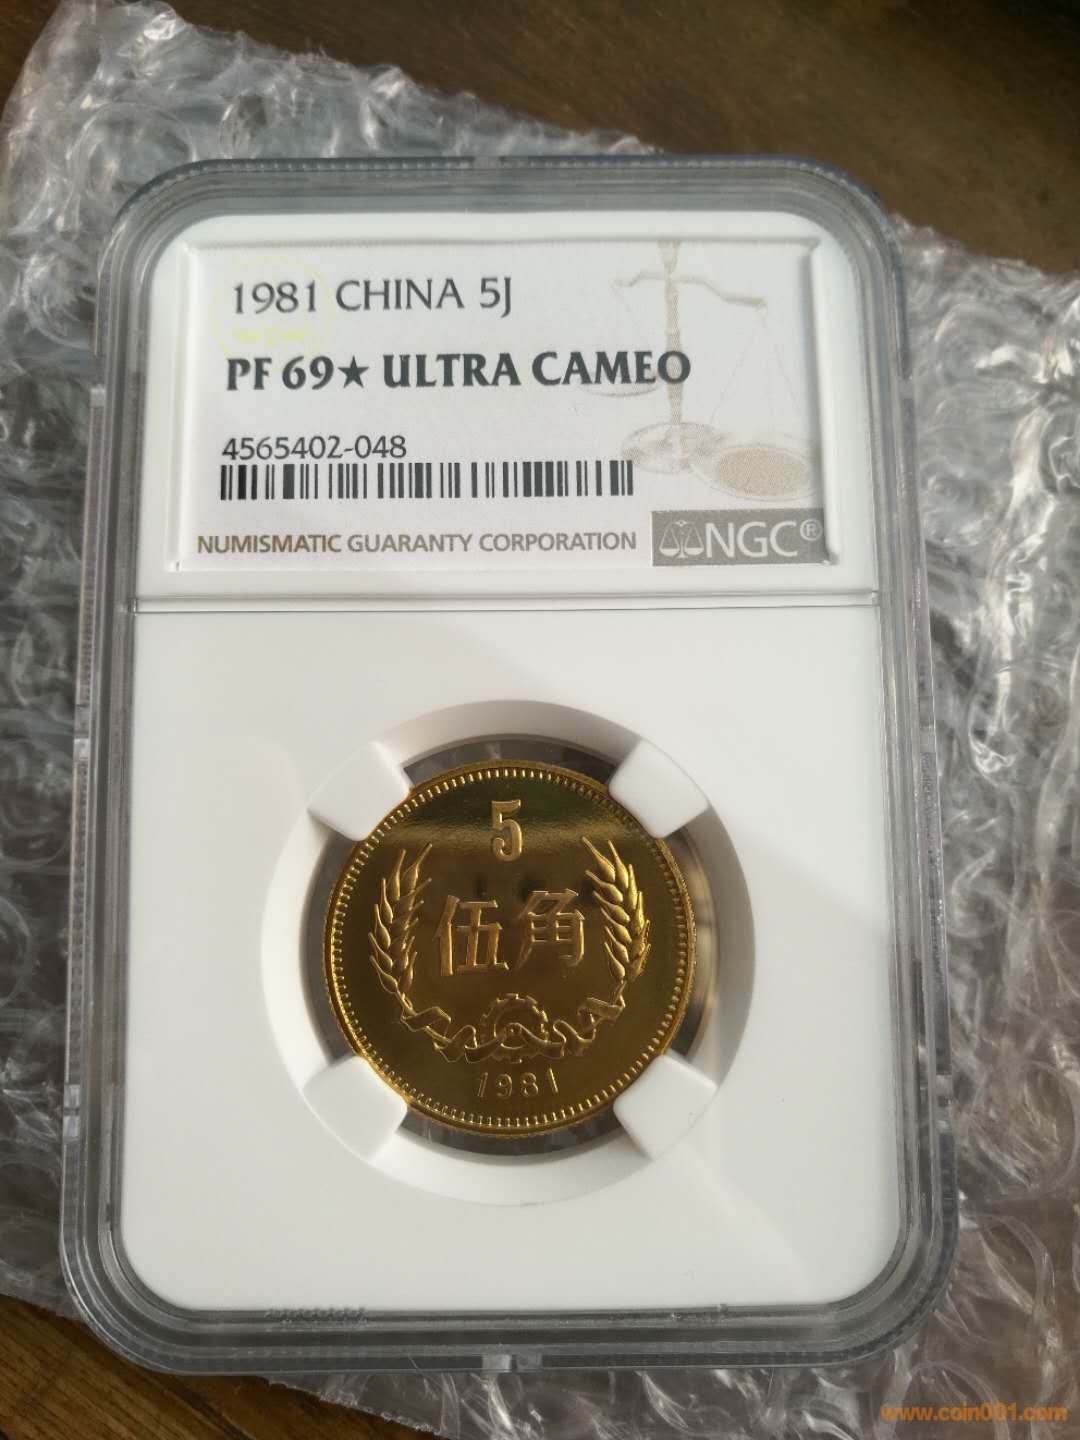 1981 CHINA 5J
PF 69★ ULTRA CAMEO
4565402-048
NUMISMATIC GUARANTY CORPORATION
NGC®
5
伍角
1981
www.coin001.com